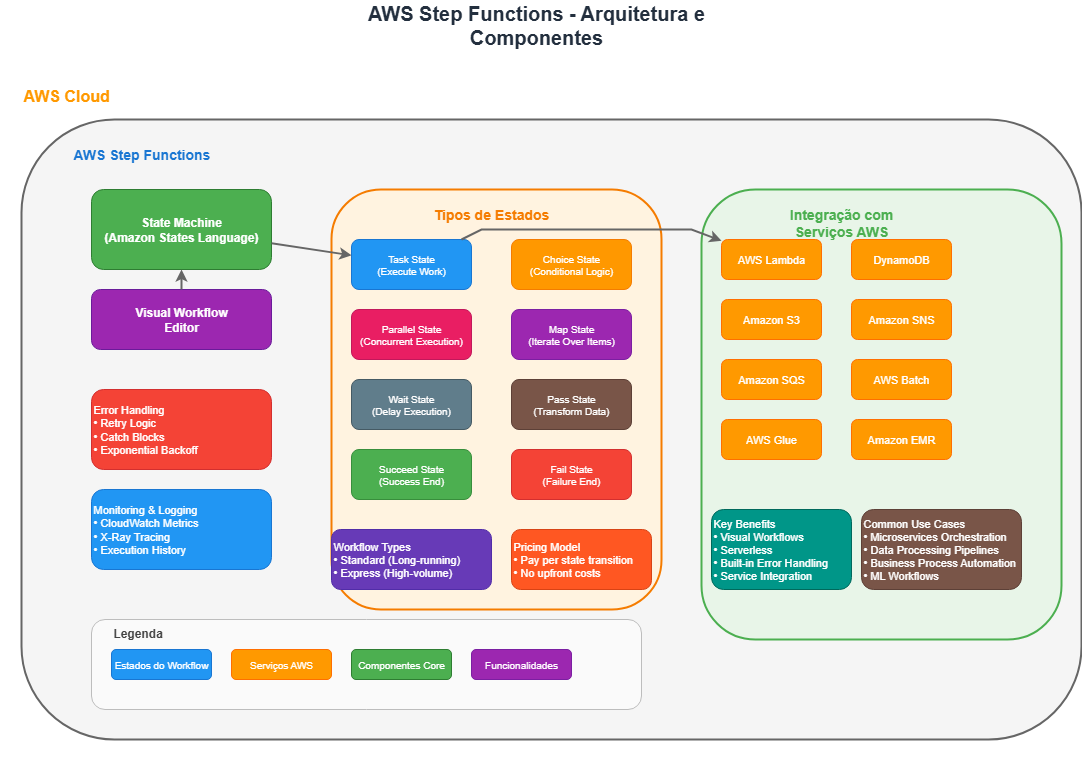 AWS Step Functions - Arquitetura e
Componentes
AWS Cloud
AWS Step Functions
State Machine
(Amazon States Language)
Visual Workflow
Editor
Error Handling
• Retry Logic
• Catch Blocks
• Exponential Backoff
Monitoring & Logging
• CloudWatch Metrics
• X-Ray Tracing
• Execution History
Tipos de Estados
Task State
(Execute Work)
Choice State
(Conditional Logic)
Parallel State
(Concurrent Execution)
Map State
(Iterate Over Items)
Wait State
(Delay Execution)
Pass State
(Transform Data)
Succeed State
(Success End)
Fail State
(Failure End)
Workflow Types
• Standard (Long-running)
• Express (High-volume)
Pricing Model
• Pay per state transition
• No upfront costs
Integração com
Serviços AWS
AWS Lambda
DynamoDB
Amazon S3
Amazon SNS
Amazon SQS
AWS Batch
AWS Glue
Amazon EMR
Key Benefits
• Visual Workflows
• Serverless
• Built-in Error Handling
• Service Integration
Common Use Cases
• Microservices Orchestration
• Data Processing Pipelines
• Business Process Automation
• ML Workflows
Legenda
Estados do Workflow
Serviços AWS
Componentes Core
Funcionalidades